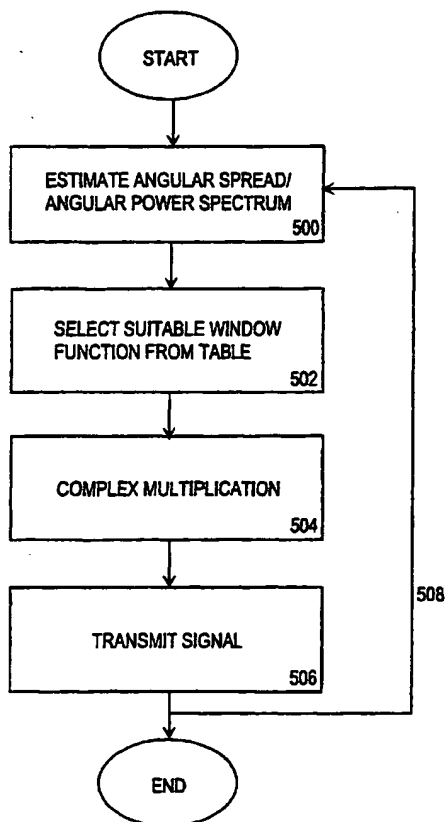 START
ESTIMATE ANGULAR SPREAD/
ANGULAR POWER SPECTRUM
500
SELECT SUITABLE WINDOW
FUNCTION FROM TABLE
502
COMPLEX MULTIPLICATION
504
508
TRANSMIT SIGNAL
506
END